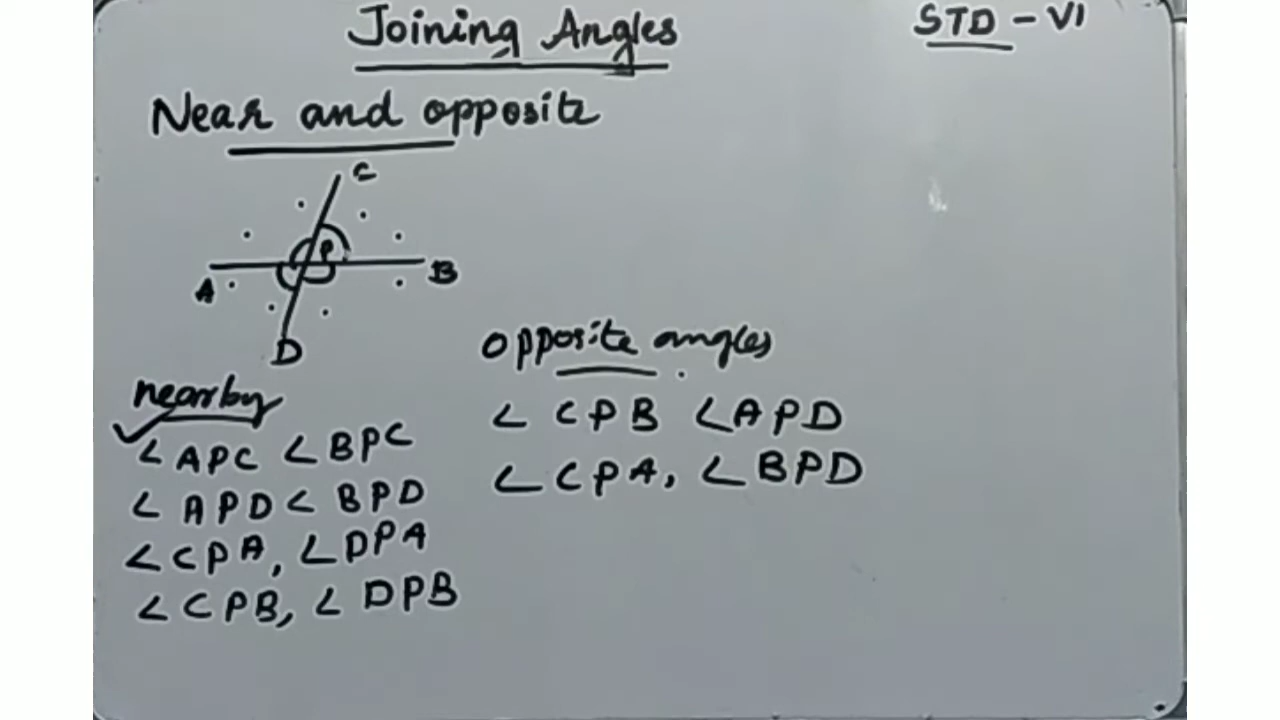 Joining Angles
STD - VI
Near and opposite
C
P
A
B
D
opposite angles
nearby
∠ CPB ∠APD
∠ APC ∠BPC
∠ CPA, ∠BPD
∠ APD ∠ BPD
∠CPA, ∠DPA
∠ CPB, ∠ DPB